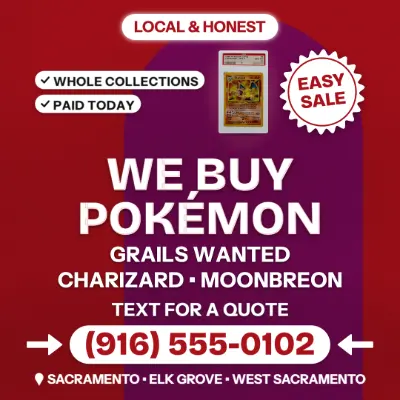 LOCAL & HONEST
✓ WHOLE COLLECTIONS
✓ PAID TODAY
EASY
SALE
WE BUY
POKÉMON
GRAILS WANTED
CHARIZARD ▪ MOONBREON
TEXT FOR A QUOTE
(916) 555-0102
SACRAMENTO ▪ ELK GROVE ▪ WEST SACRAMENTO